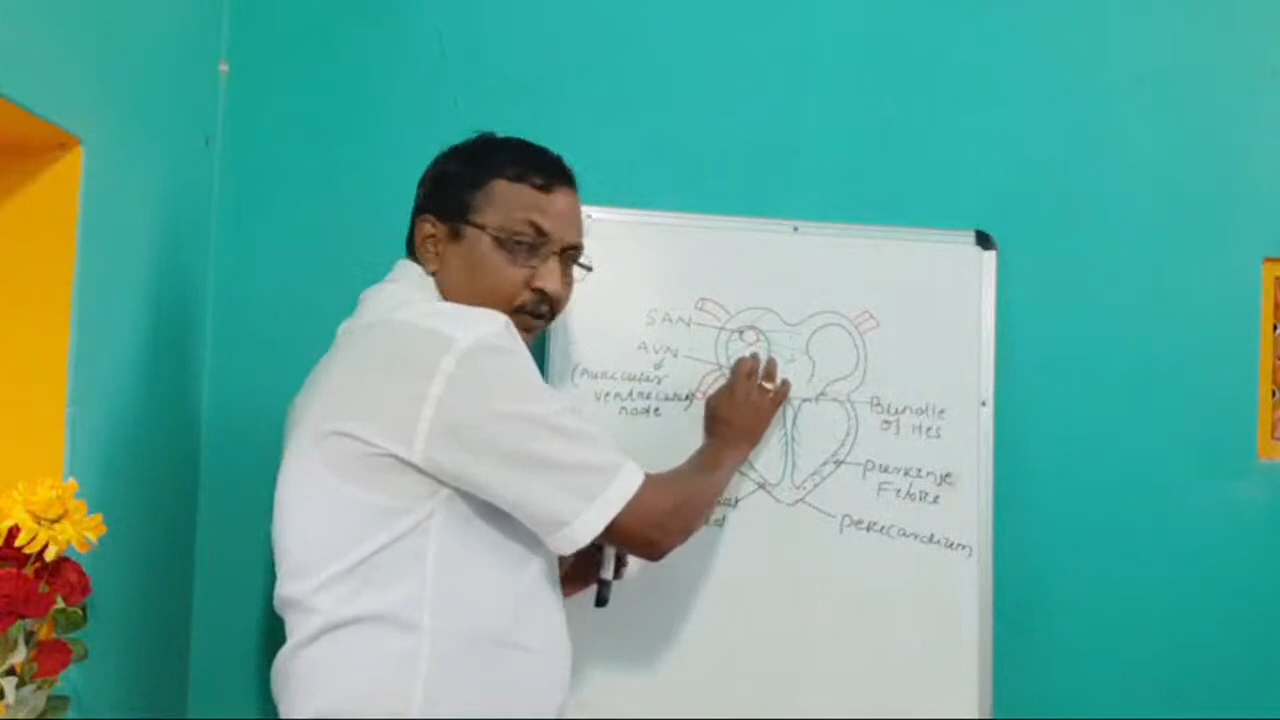 SAN
AVN
(Auricular
ventricular
node
Bundle
of His
purkinje
Fibre
pericardium